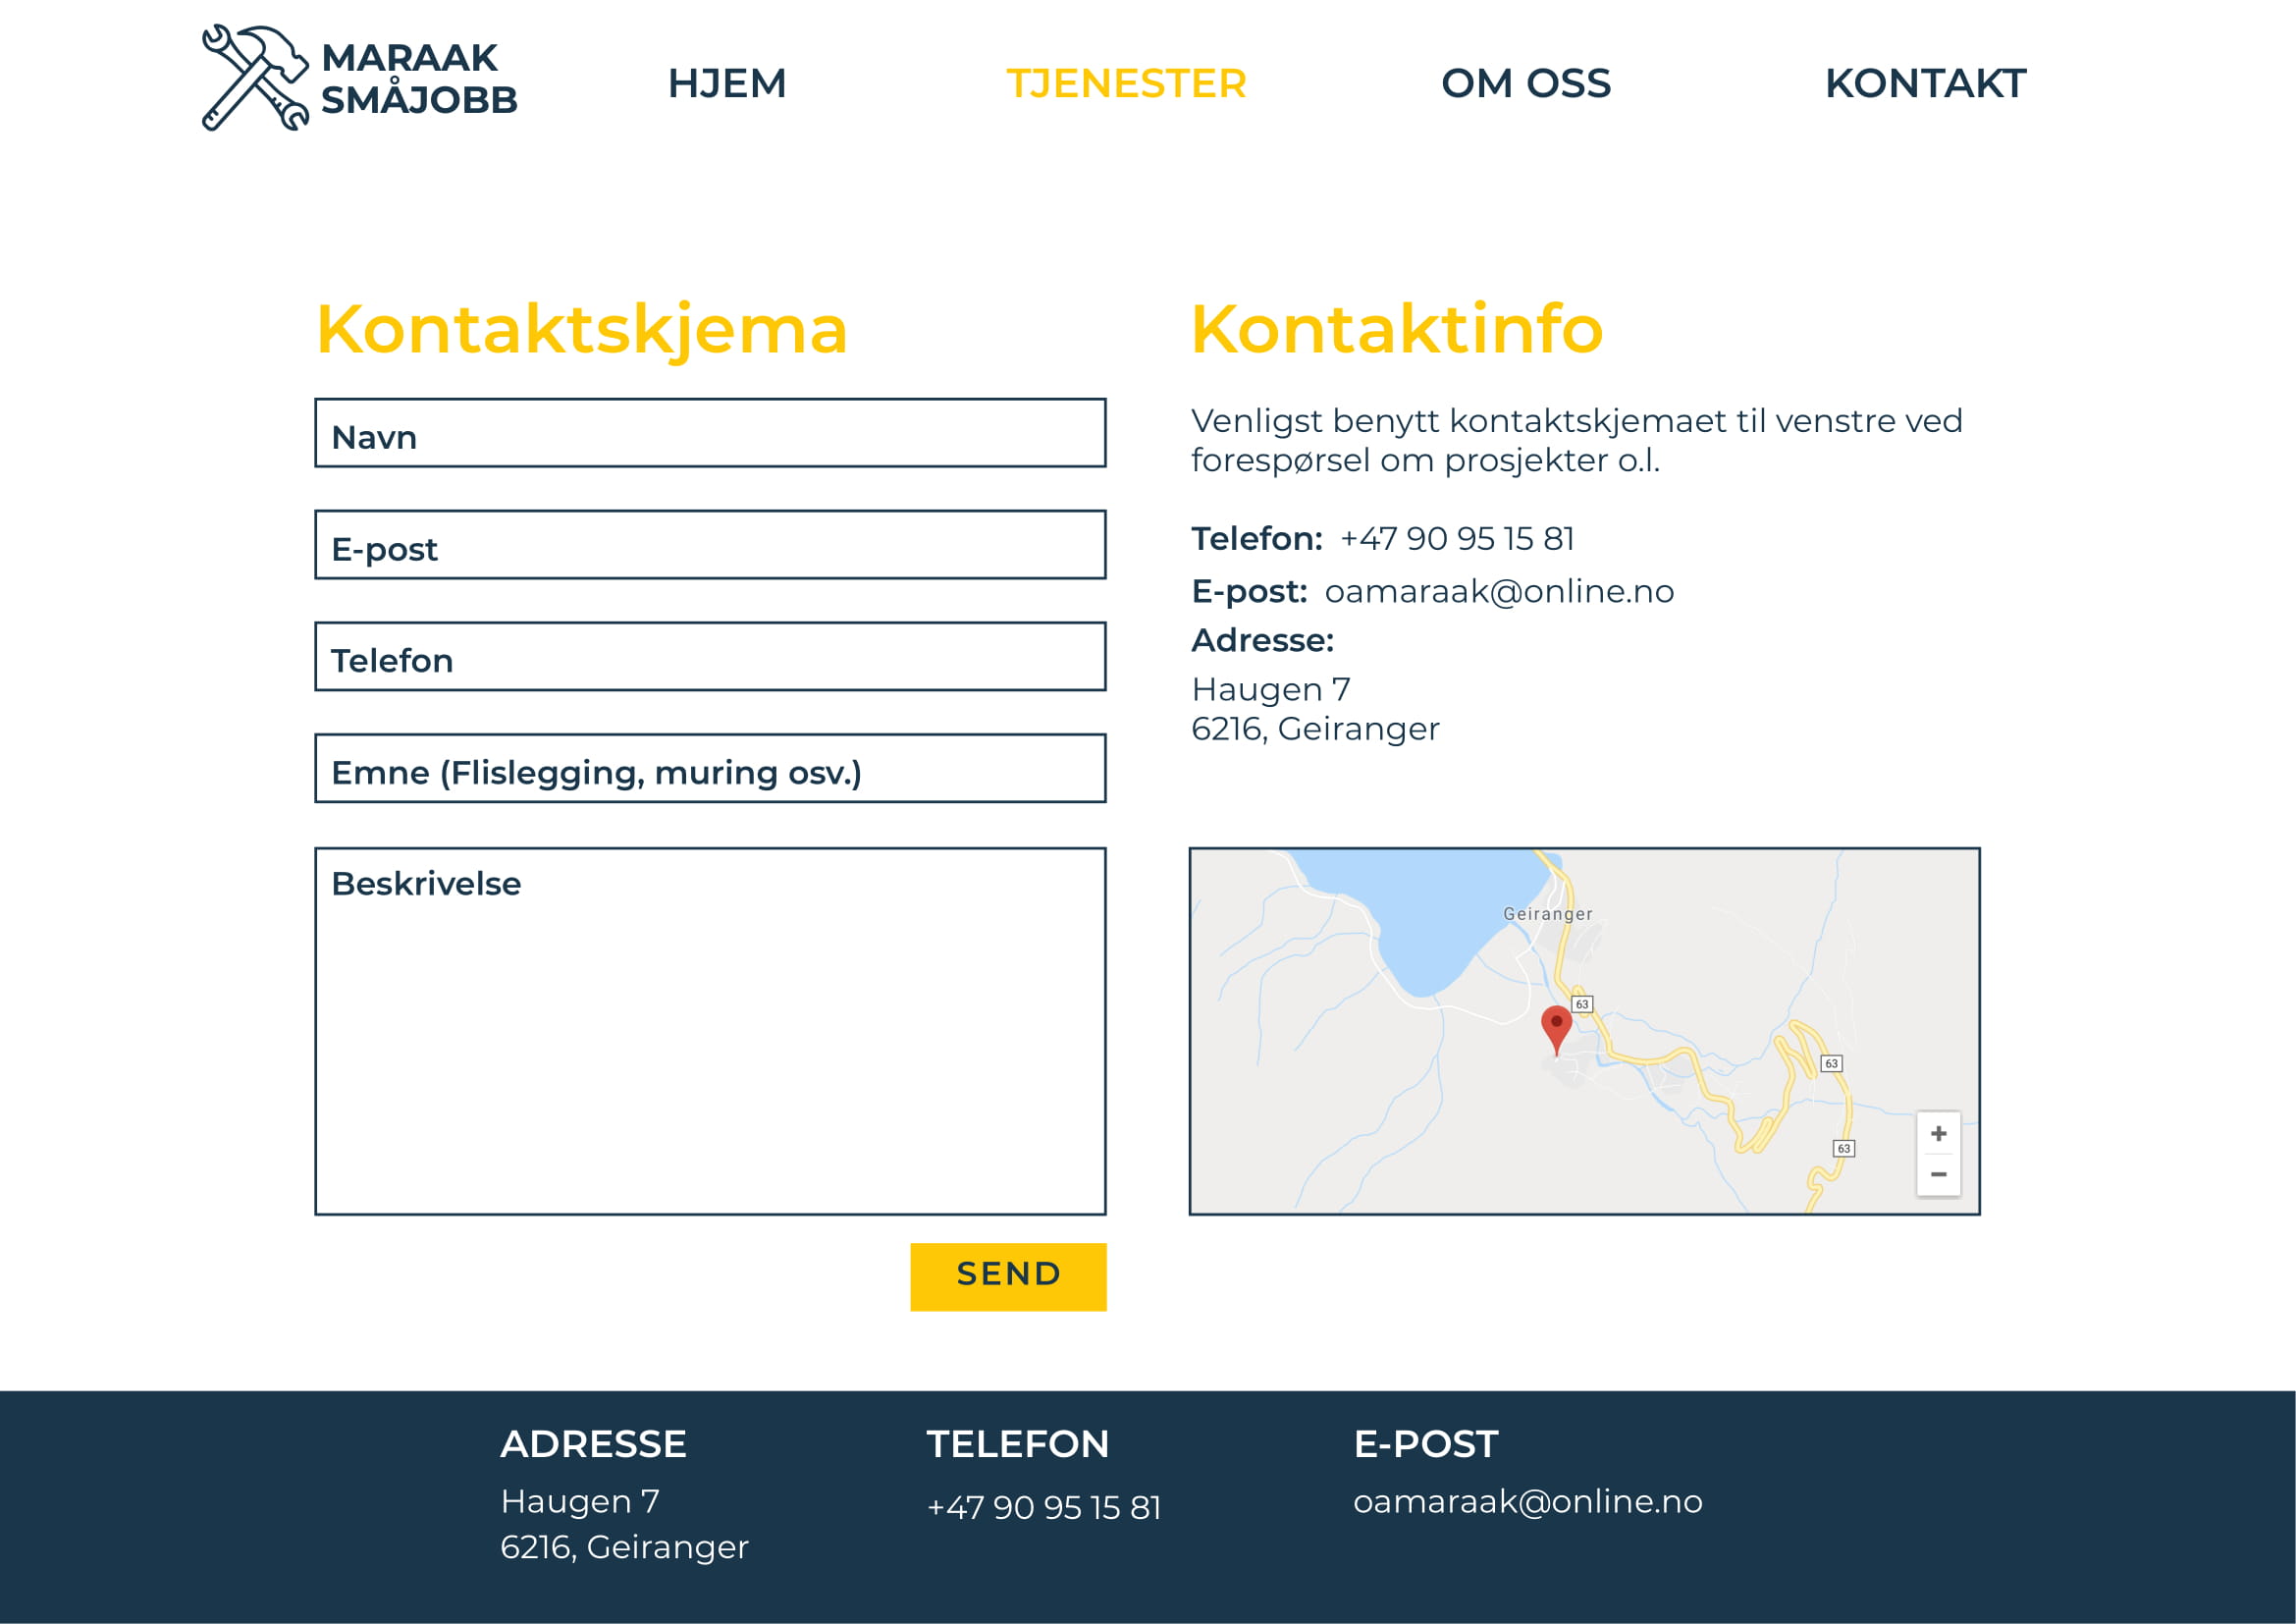 MARAAK
SMÅJOBB
HJEM
TJENESTER
OM OSS
KONTAKT
Kontaktskjema
Navn
E-post
Telefon
Emne (Flislegging, muring osv.)
Beskrivelse
SEND
Kontaktinfo
Venligst benytt kontaktskjemaet til venstre ved
forespørsel om prosjekter o.l.
Telefon: +47 90 95 15 81
E-post: oamaraak@online.no
Adresse:
Haugen 7
6216, Geiranger
Geiranger
63
63
63
+
−
ADRESSE
Haugen 7
6216, Geiranger
TELEFON
+47 90 95 15 81
E-POST
oamaraak@online.no